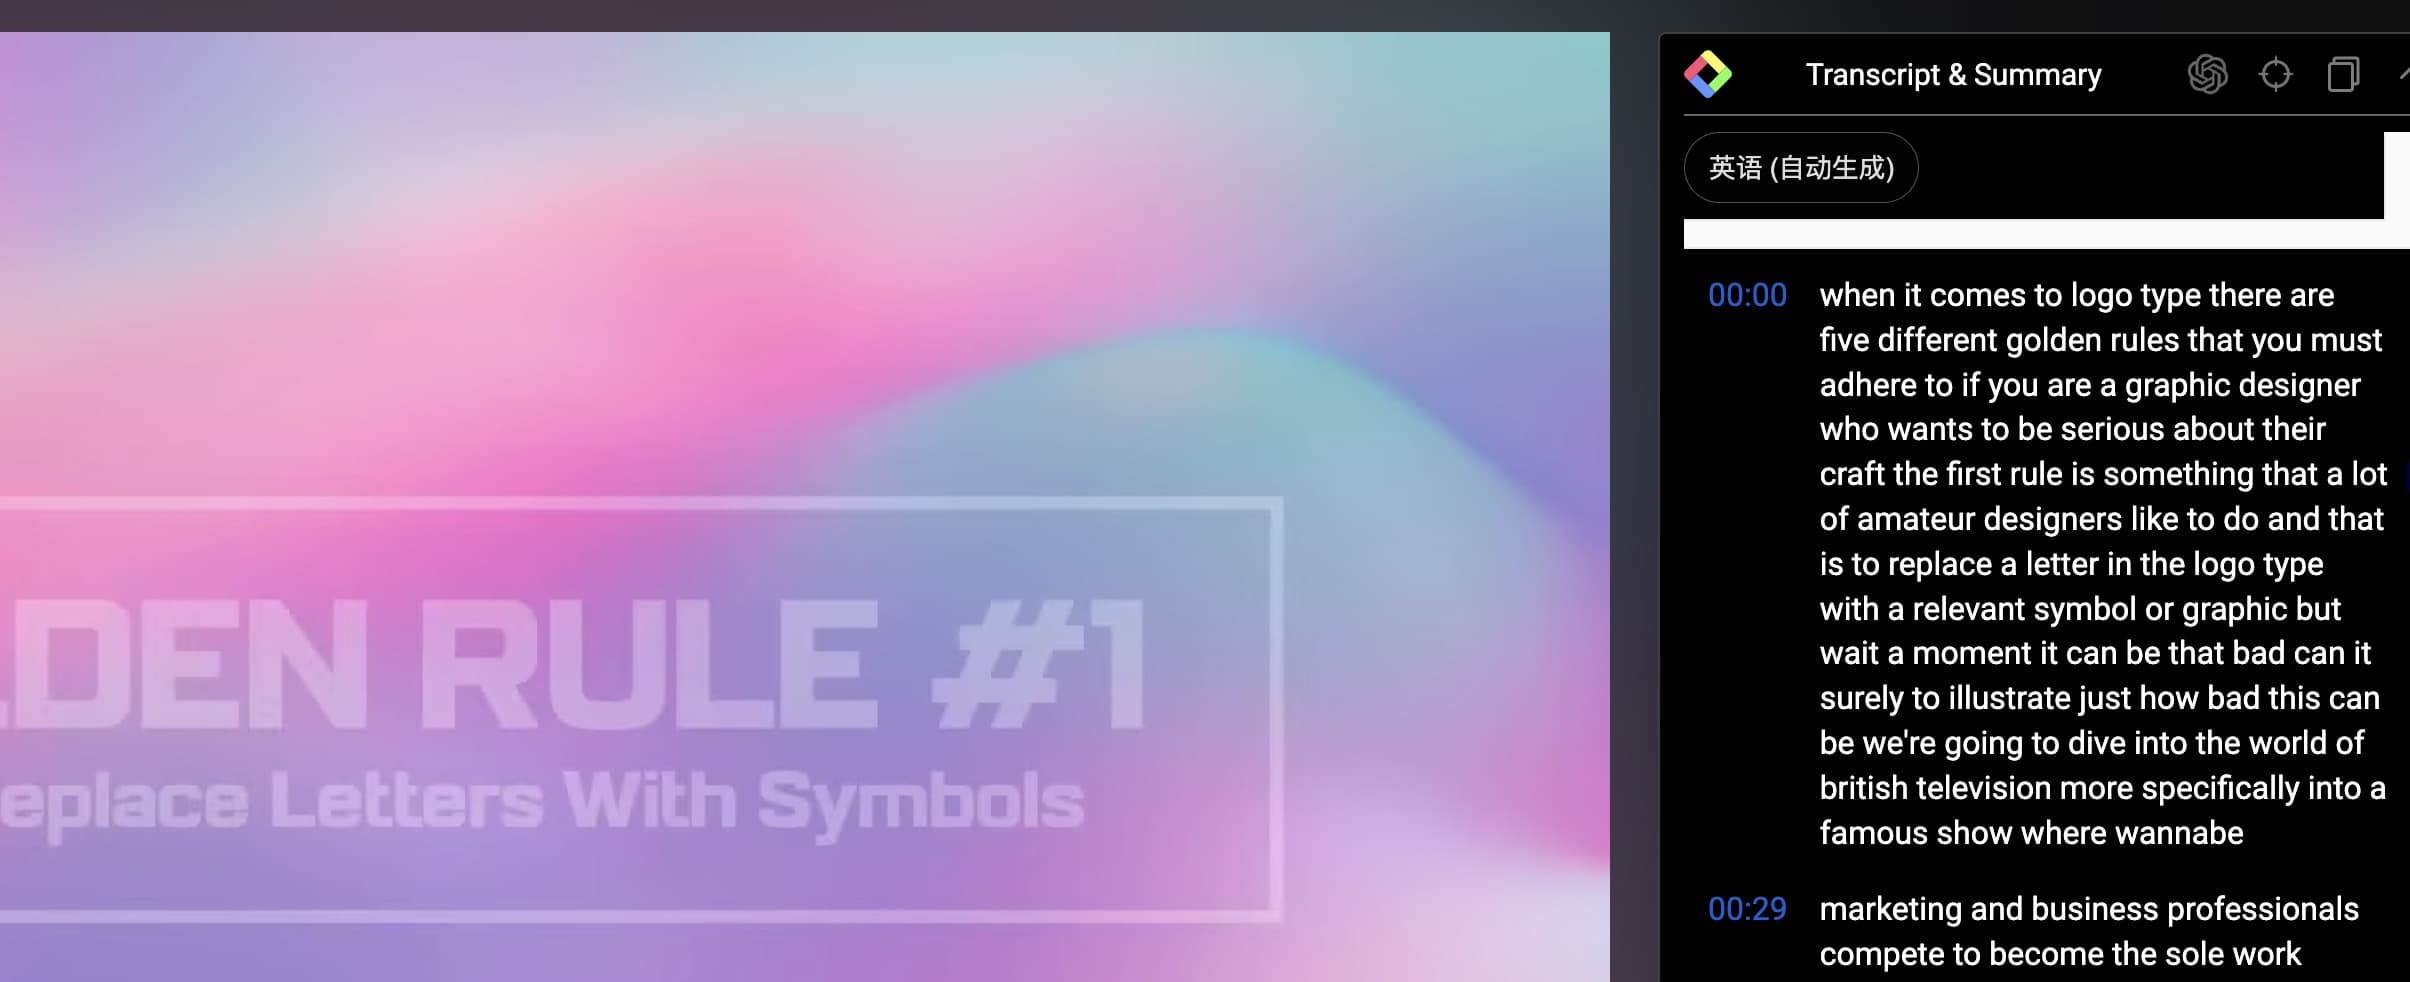 DEN RULE #1
eplace Letters With Symbols
Transcript & Summary
英语 (自动生成)
00:00
when it comes to logo type there are
five different golden rules that you must
adhere to if you are a graphic designer
who wants to be serious about their
craft the first rule is something that a lot
of amateur designers like to do and that
is to replace a letter in the logo type
with a relevant symbol or graphic but
wait a moment it can be that bad can it
surely to illustrate just how bad this can
be we're going to dive into the world of
british television more specifically into a
famous show where wannabe
00:29
marketing and business professionals
compete to become the sole work